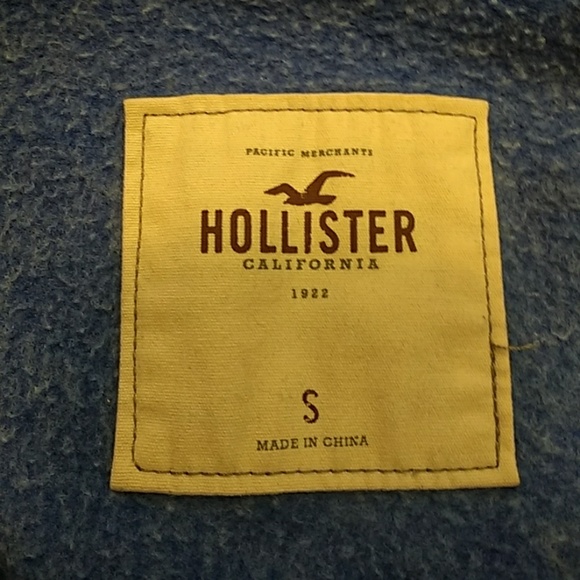 PACIFIC MERCHANTS
HOLLISTER
CALIFORNIA
1922
S
MADE IN CHINA